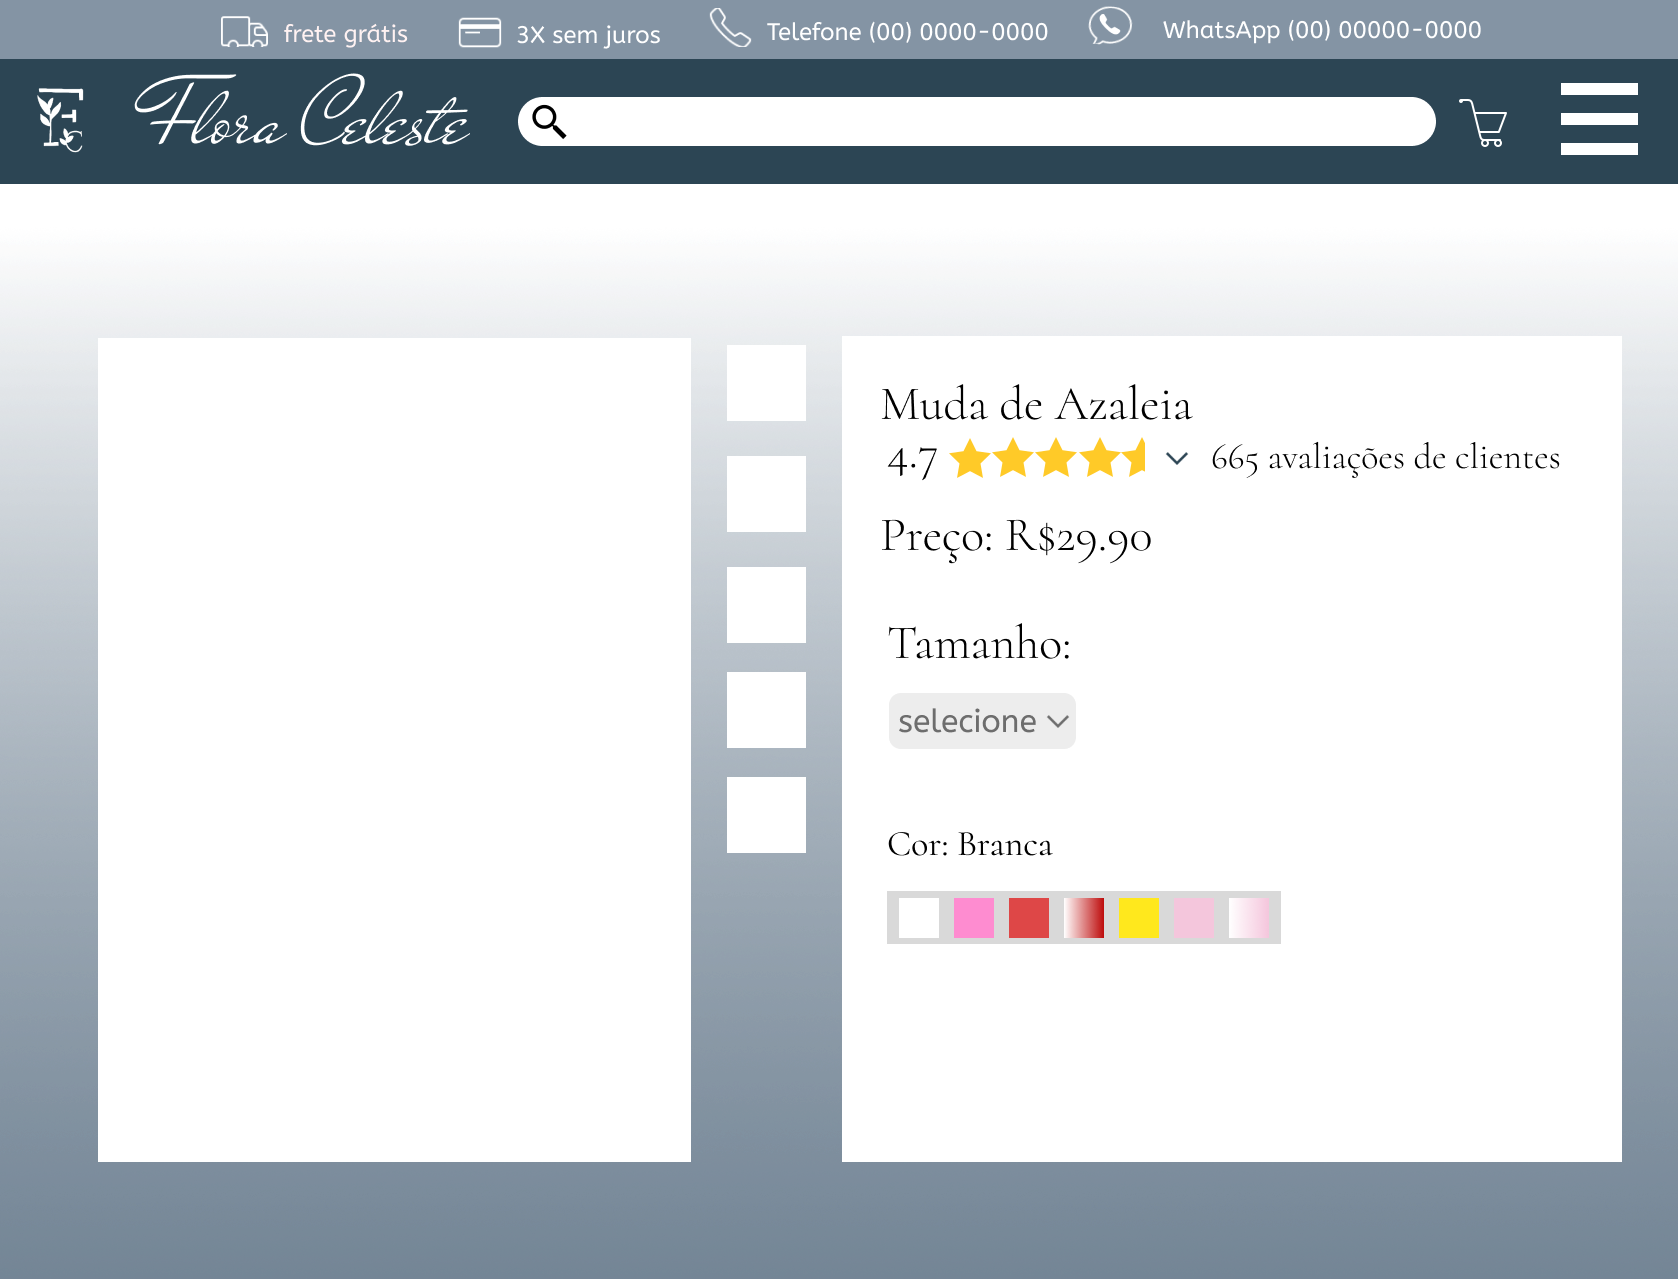 frete grátis
3X sem juros
Telefone (00) 0000-0000
WhatsApp (00) 00000-0000
Flora Celeste
Muda de Azaleia
4.7
665 avaliações de clientes
Preço: R$29.90
Tamanho:
selecione
Cor: Branca